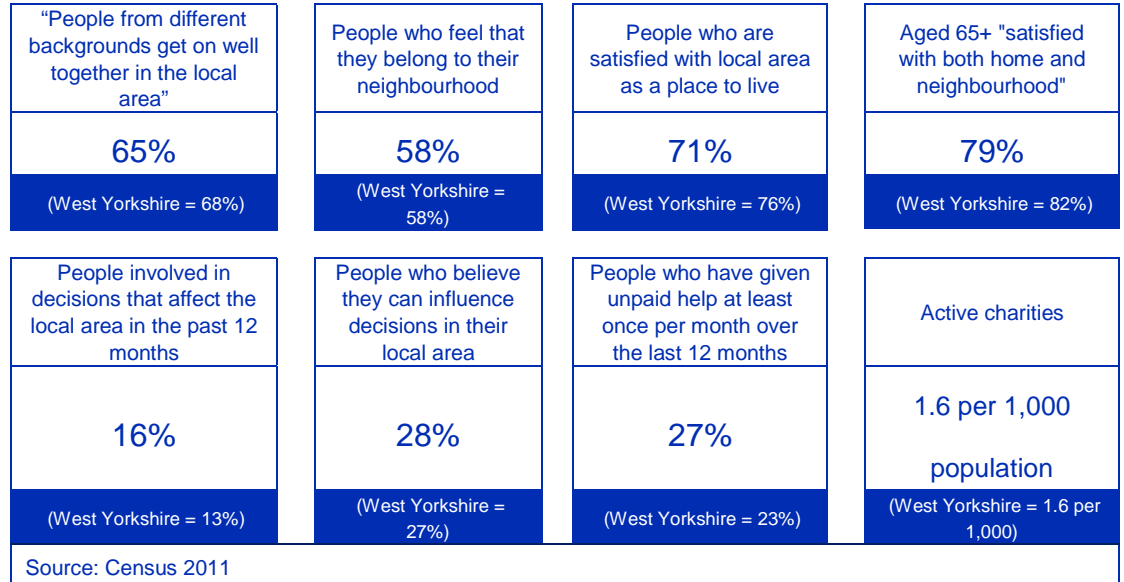 “People from different
backgrounds get on well
together in the local
area”
65%
(West Yorkshire = 68%)
People who feel that
they belong to their
neighbourhood
58%
(West Yorkshire =
58%)
People who are
satisfied with local area
as a place to live
71%
(West Yorkshire = 76%)
Aged 65+ "satisfied
with both home and
neighbourhood"
79%
(West Yorkshire = 82%)
People involved in
decisions that affect the
local area in the past 12
months
16%
(West Yorkshire = 13%)
People who believe
they can influence
decisions in their
local area
28%
(West Yorkshire =
27%)
People who have given
unpaid help at least
once per month over
the last 12 months
27%
(West Yorkshire = 23%)
Active charities
1.6 per 1,000
population
(West Yorkshire = 1.6 per
1,000)
Source: Census 2011